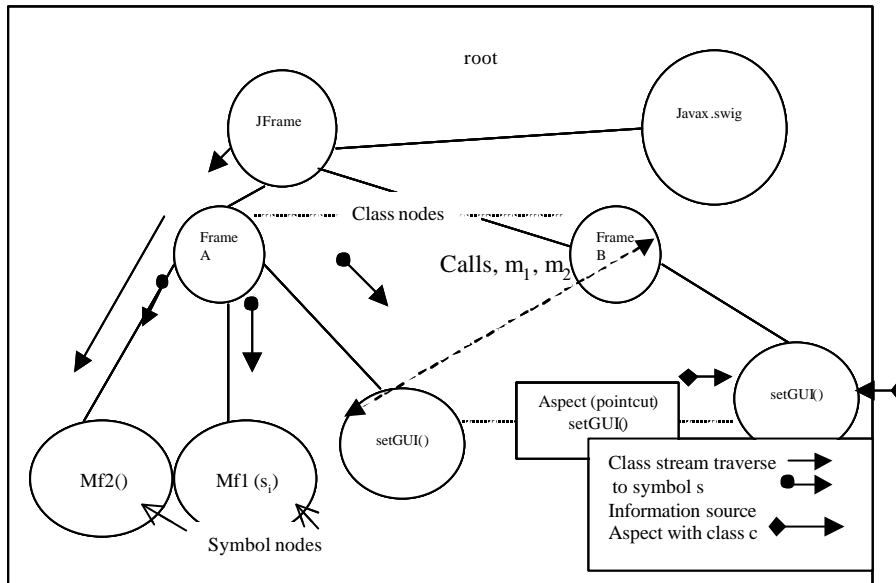 root
JFrame
Javax.swig
Class nodes
Frame
A
Frame
B
Calls, m1, m2
setGUI()
Aspect (pointcut)
setGUI()
setGUI()
Mf2()
Mf1 (si)
Symbol nodes
Class stream traverse
to symbol s
Information source
Aspect with class c